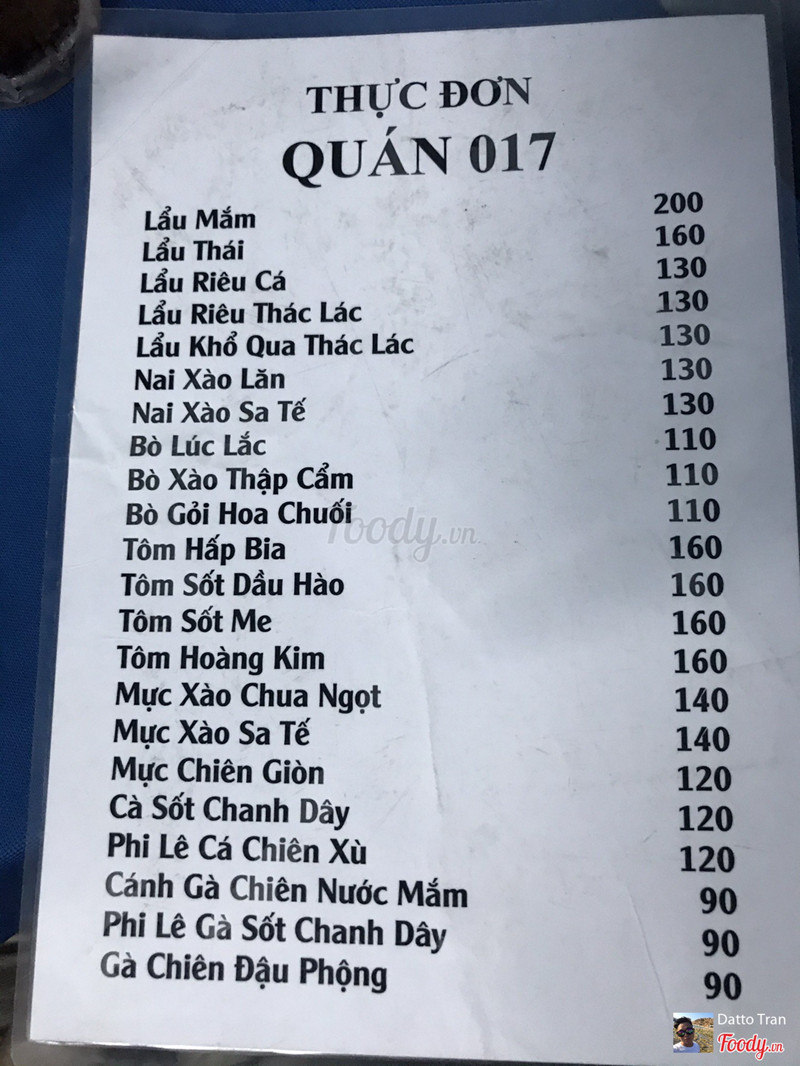 THỰC ĐƠN
QUÁN 017
Lẩu Mắm 200
Lẩu Thái 160
Lẩu Riêu Cá 130
Lẩu Riêu Thác Lác 130
Lẩu Khổ Qua Thác Lác 130
Nai Xào Lăn 130
Nai Xào Sa Tế 130
Bò Lúc Lắc 110
Bò Xào Thập Cẩm 110
Bò Gỏi Hoa Chuối 110
Tôm Hấp Bia 160
Tôm Sốt Dầu Hào 160
Tôm Sốt Me 160
Tôm Hoàng Kim 160
Mực Xào Chua Ngọt 140
Mực Xào Sa Tế 140
Mực Chiên Giòn 120
Cà Sốt Chanh Dây 120
Phi Lê Cá Chiên Xù 120
Cánh Gà Chiên Nước Mắm 90
Phi Lê Gà Sốt Chanh Dây 90
Gà Chiên Đậu Phộng 90
foody.vn
Datto Tran
Foody.vn